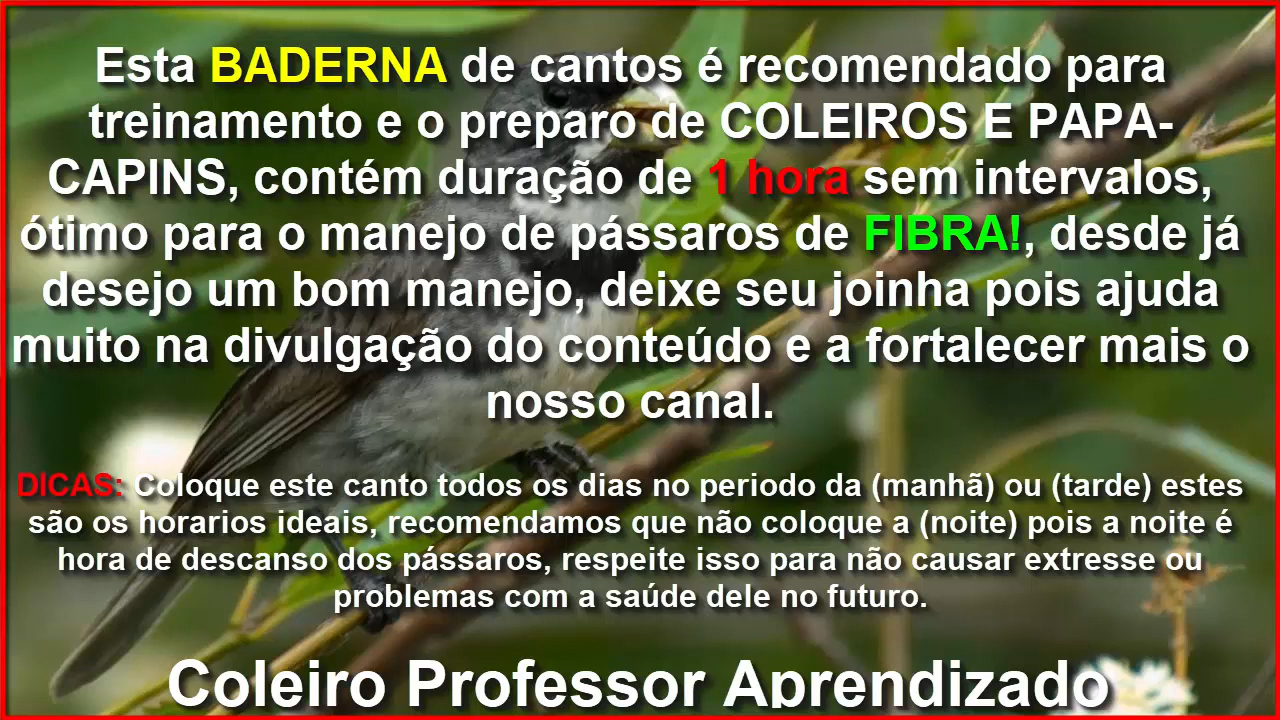 Esta BADERNA de cantos é recomendado para
treinamento e o preparo de COLEIROS E PAPA-
CAPINS, contém duração de 1 hora sem intervalos,
ótimo para o manejo de pássaros de FIBRA!, desde já
desejo um bom manejo, deixe seu joinha pois ajuda
muito na divulgação do conteúdo e a fortalecer mais o
nosso canal.
DICAS: Coloque este canto todos os dias no periodo da (manhã) ou (tarde) estes
são os horarios ideais, recomendamos que não coloque a (noite) pois a noite é
hora de descanso dos pássaros, respeite isso para não causar extresse ou
problemas com a saúde dele no futuro.
Coleiro Professor Aprendizado